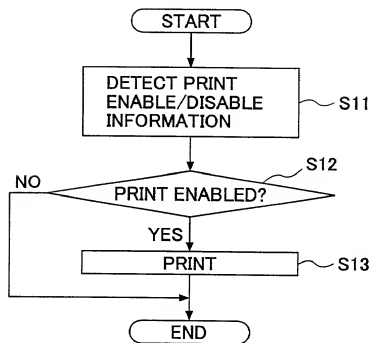 START
DETECT PRINT
ENABLE/DISABLE
INFORMATION
S11
S12
NO
PRINT ENABLED?
YES
PRINT
S13
END